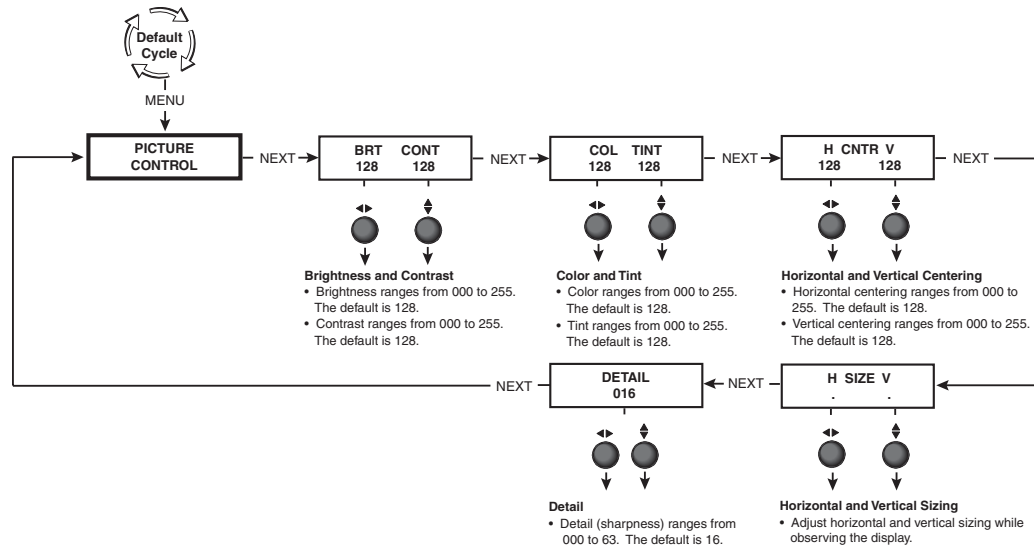 Default
Cycle
MENU
PICTURE
CONTROL
NEXT
BRT CONT
128 128
NEXT
COL TINT
128 128
NEXT
H CNTR V
128 128
NEXT
Brightness and Contrast
• Brightness ranges from 000 to 255.
The default is 128.
• Contrast ranges from 000 to 255.
The default is 128.
Color and Tint
• Color ranges from 000 to 255.
The default is 128.
• Tint ranges from 000 to 255.
The default is 128.
Horizontal and Vertical Centering
• Horizontal centering ranges from 000 to
255. The default is 128.
• Vertical centering ranges from 000 to 255.
The default is 128.
H SIZE V
. .
NEXT
DETAIL
016
NEXT
Detail
• Detail (sharpness) ranges from
000 to 63. The default is 16.
Horizontal and Vertical Sizing
• Adjust horizontal and vertical sizing while
observing the display.